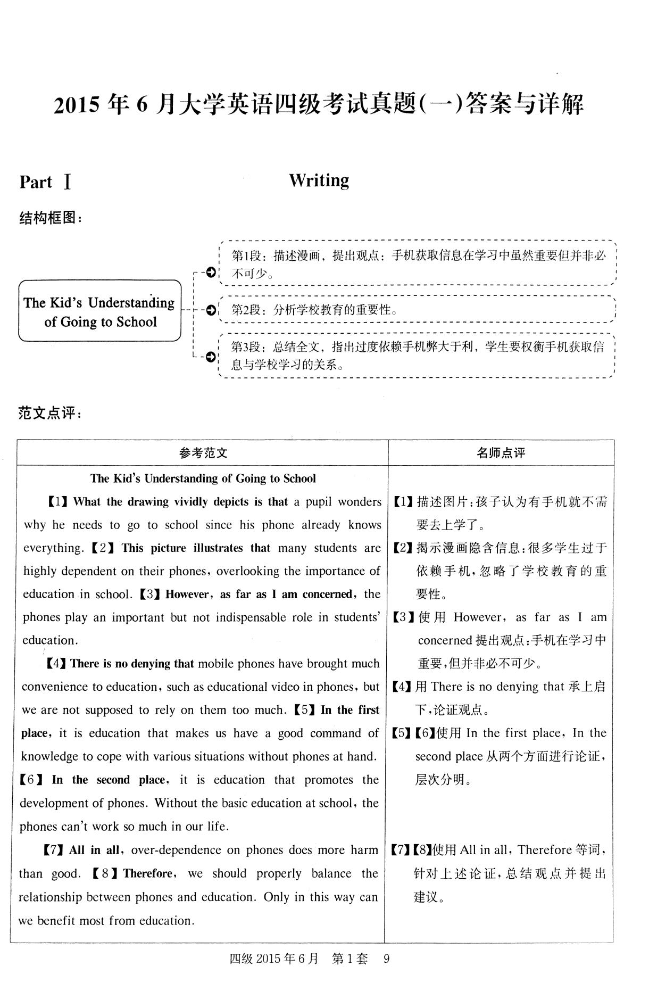 2015 年 6 月大学英语四级考试真题(一)答案与详解
Part Ⅰ Writing
结构框图:
The Kid's Understanding
of Going to School
第1段：描述漫画，提出观点：手机获取信息在学习中虽然重要但并非必
不可少。
第2段：分析学校教育的重要性。
第3段：总结全文，指出过度依赖手机弊大于利，学生要权衡手机获取信
息与学校学习的关系。
范文点评:
参考范文
The Kid's Understanding of Going to School
【1】What the drawing vividly depicts is that a pupil wonders
why he needs to go to school since his phone already knows
everything.【2】This picture illustrates that many students are
highly dependent on their phones, overlooking the importance of
education in school.【3】However, as far as I am concerned, the
phones play an important but not indispensable role in students'
education.
【4】There is no denying that mobile phones have brought much
convenience to education, such as educational video in phones, but
we are not supposed to rely on them too much.【5】In the first
place, it is education that makes us have a good command of
knowledge to cope with various situations without phones at hand.
【6】In the second place, it is education that promotes the
development of phones. Without the basic education at school, the
phones can't work so much in our life.
【7】All in all, over-dependence on phones does more harm
than good.【8】Therefore, we should properly balance the
relationship between phones and education. Only in this way can
we benefit most from education.
名师点评
【1】描述图片:孩子认为有手机就不需
要去上学了。
【2】揭示漫画隐含信息:很多学生过于
依赖手机,忽略了学校教育的重
要性。
【3】使用 However, as far as I am
concerned 提出观点:手机在学习中
重要,但并非必不可少。
【4】用 There is no denying that 承上启
下,论证观点。
【5】【6】使用 In the first place, In the
second place 从两个方面进行论证,
层次分明。
【7】【8】使用 All in all, Therefore 等词,
针对上述论证,总结观点并提出
建议。
四级 2015 年 6 月 第 1 套 9